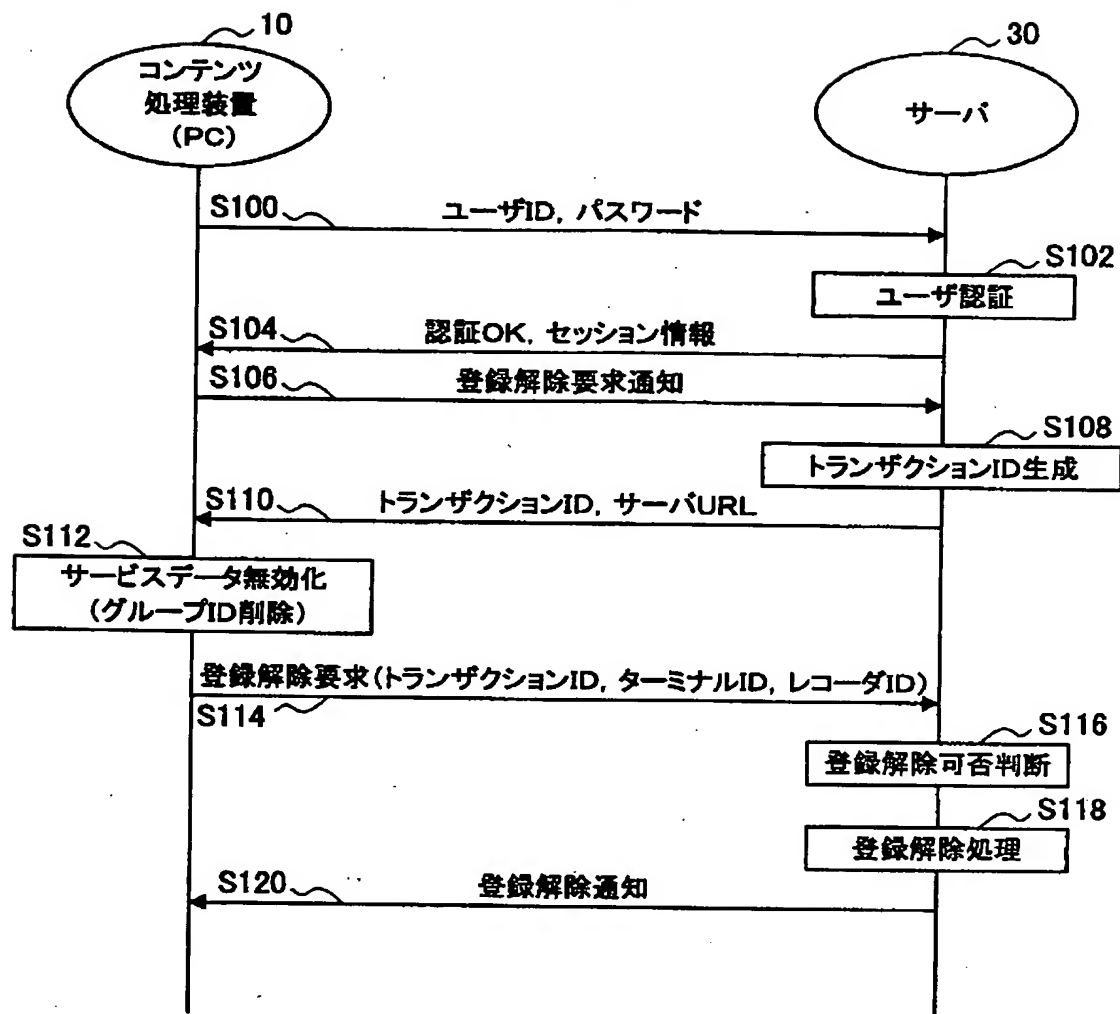 10
コンテンツ
処理装置
(PC)
30
サーバ
S100
ユーザID, パスワード
S102
ユーザ認証
S104
認証OK, セッション情報
S106
登録解除要求通知
S108
トランザクションID生成
S110
トランザクションID, サーバURL
S112
サービスデータ無効化
(グループID削除)
登録解除要求(トランザクションID, ターミナルID, レコーダID)
S114
S116
登録解除可否判断
S118
登録解除処理
S120
登録解除通知